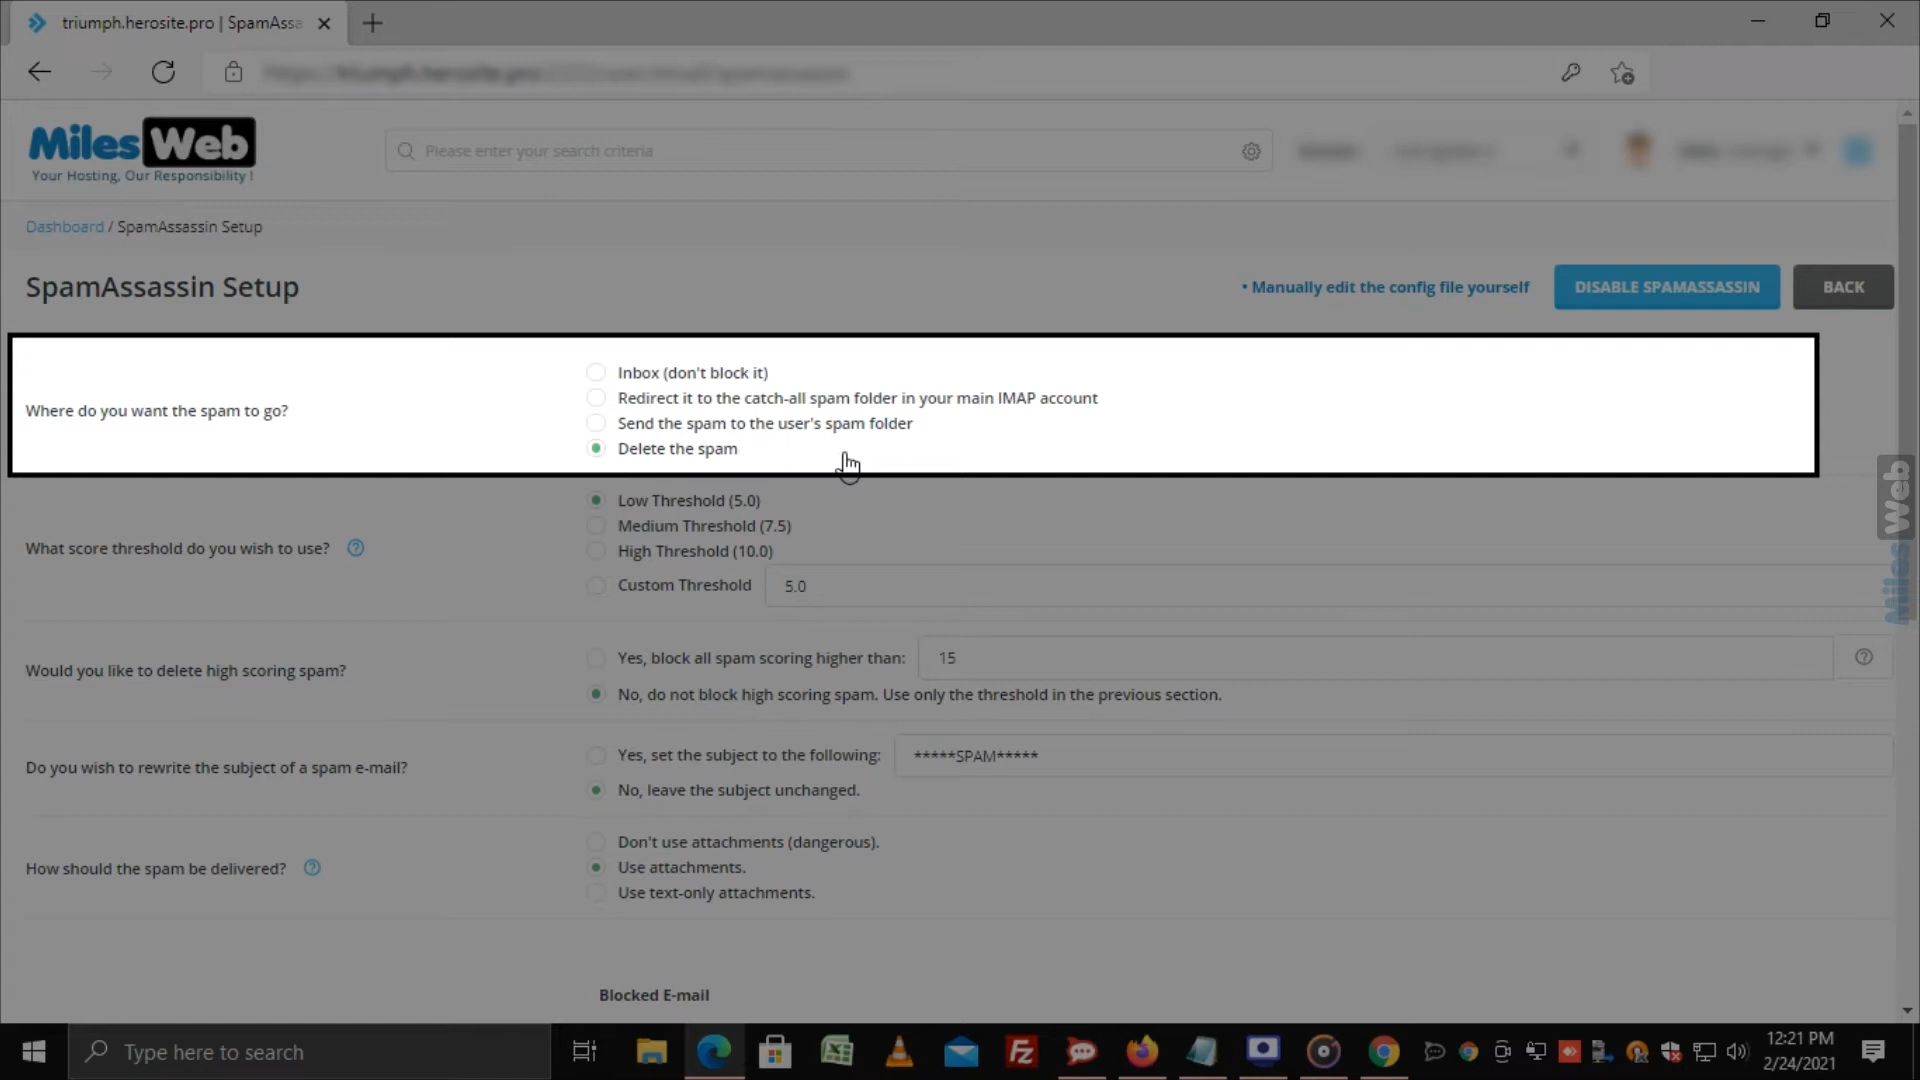 triumph.herosite.pro | SpamAssa
Miles Web
Your Hosting, Our Responsibility !
Please enter your search criteria
Dashboard / SpamAssassin Setup
SpamAssassin Setup
• Manually edit the config file yourself
DISABLE SPAMASSASSIN
BACK
Where do you want the spam to go?
Inbox (don't block it)
Redirect it to the catch-all spam folder in your main IMAP account
Send the spam to the user's spam folder
Delete the spam
What score threshold do you wish to use?
Low Threshold (5.0)
Medium Threshold (7.5)
High Threshold (10.0)
Custom Threshold 5.0
Would you like to delete high scoring spam?
Yes, block all spam scoring higher than: 15
No, do not block high scoring spam. Use only the threshold in the previous section.
Do you wish to rewrite the subject of a spam e-mail?
Yes, set the subject to the following: *****SPAM*****
No, leave the subject unchanged.
How should the spam be delivered?
Don't use attachments (dangerous).
Use attachments.
Use text-only attachments.
Blocked E-mail
MilesWeb
Type here to search
12:21 PM
2/24/2021